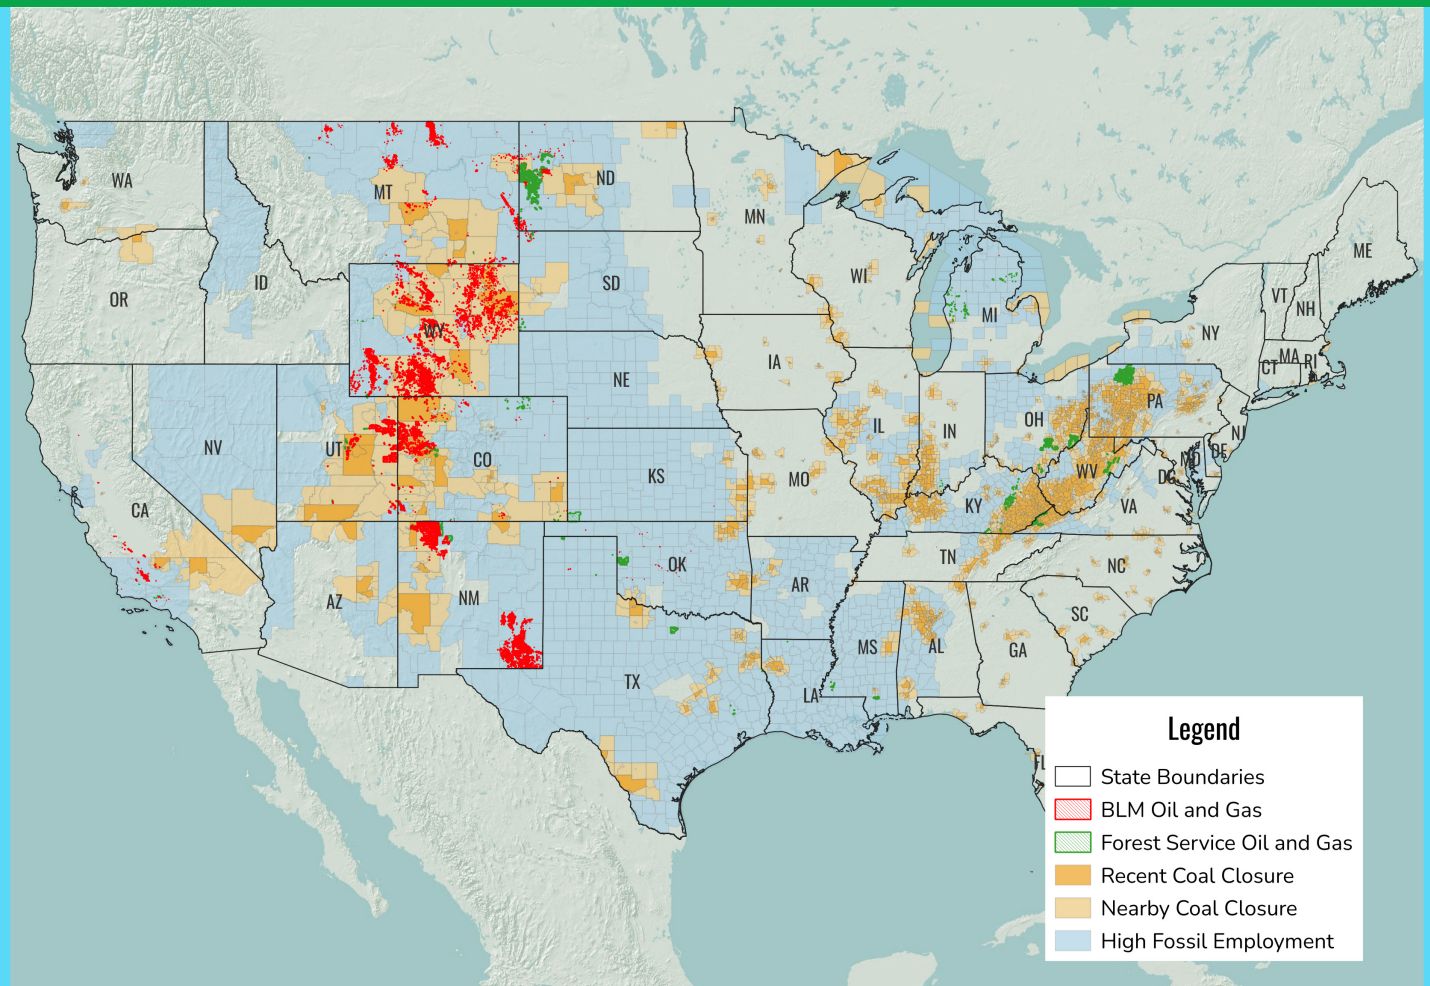 WA
MT
ND
MN
ME
OR
ID
SD
WI
MI
VT
NH
NY
WY
IA
MA
CT
RI
NE
PA
NV
UT
CO
IL
IN
OH
NJ
KS
MO
WV
MD
DE
DC
CA
KY
VA
OK
AR
TN
NC
AZ
NM
SC
MS
AL
GA
TX
LA
FL
Legend
State Boundaries
BLM Oil and Gas
Forest Service Oil and Gas
Recent Coal Closure
Nearby Coal Closure
High Fossil Employment